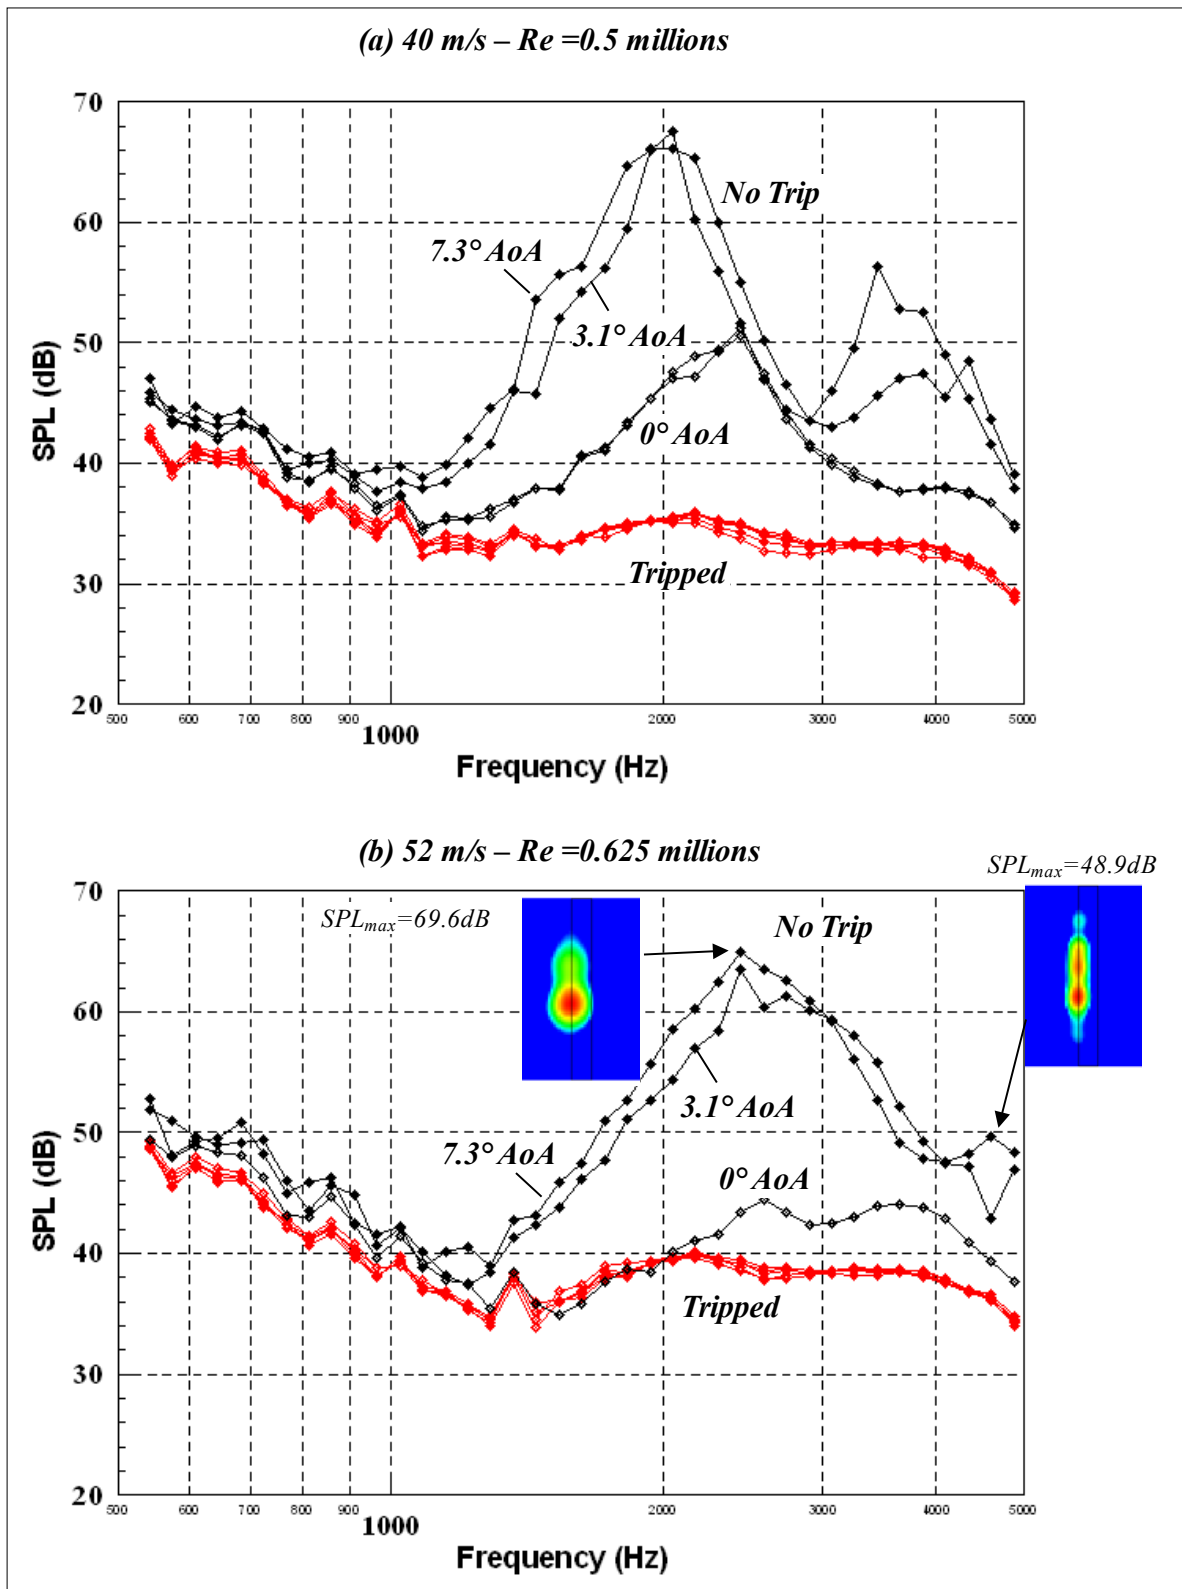 (a) 40 m/s – Re =0.5 millions
70
60
50
40
30
20
SPL (dB)
No Trip
7.3° AoA
3.1° AoA
0° AoA
Tripped
500 600 700 800 900 1000 2000 3000 4000 5000
Frequency (Hz)
(b) 52 m/s – Re =0.625 millions
SPLmax=48.9dB
70
60
50
40
30
20
SPL (dB)
SPLmax=69.6dB
No Trip
3.1° AoA
7.3° AoA
0° AoA
Tripped
500 600 700 800 900 1000 2000 3000 4000 5000
Frequency (Hz)